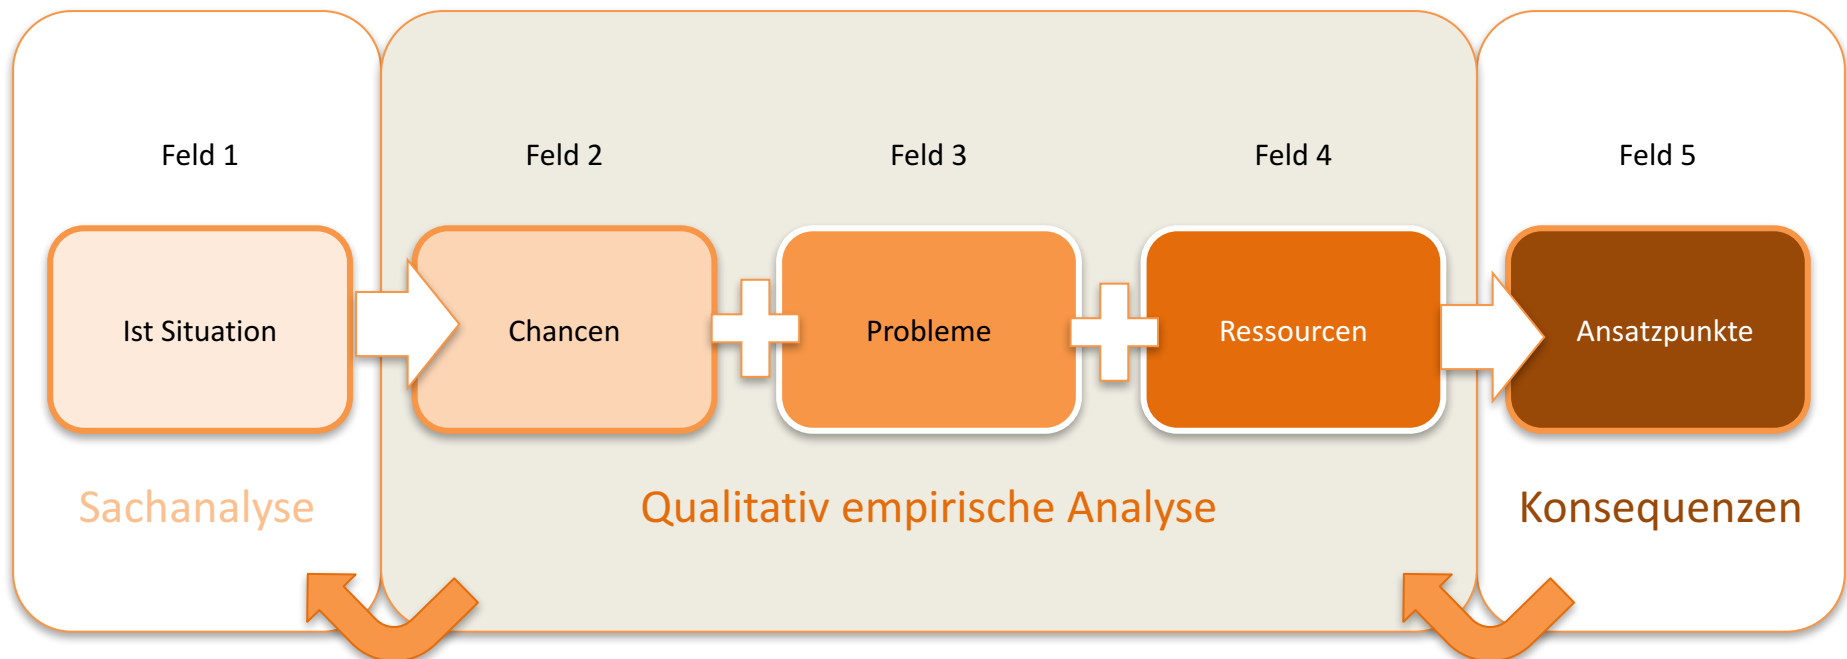 Feld 1
Feld 2
Feld 3
Feld 4
Feld 5
Ist Situation
Chancen
Probleme
Ressourcen
Ansatzpunkte
Sachanalyse
Qualitativ empirische Analyse
Konsequenzen